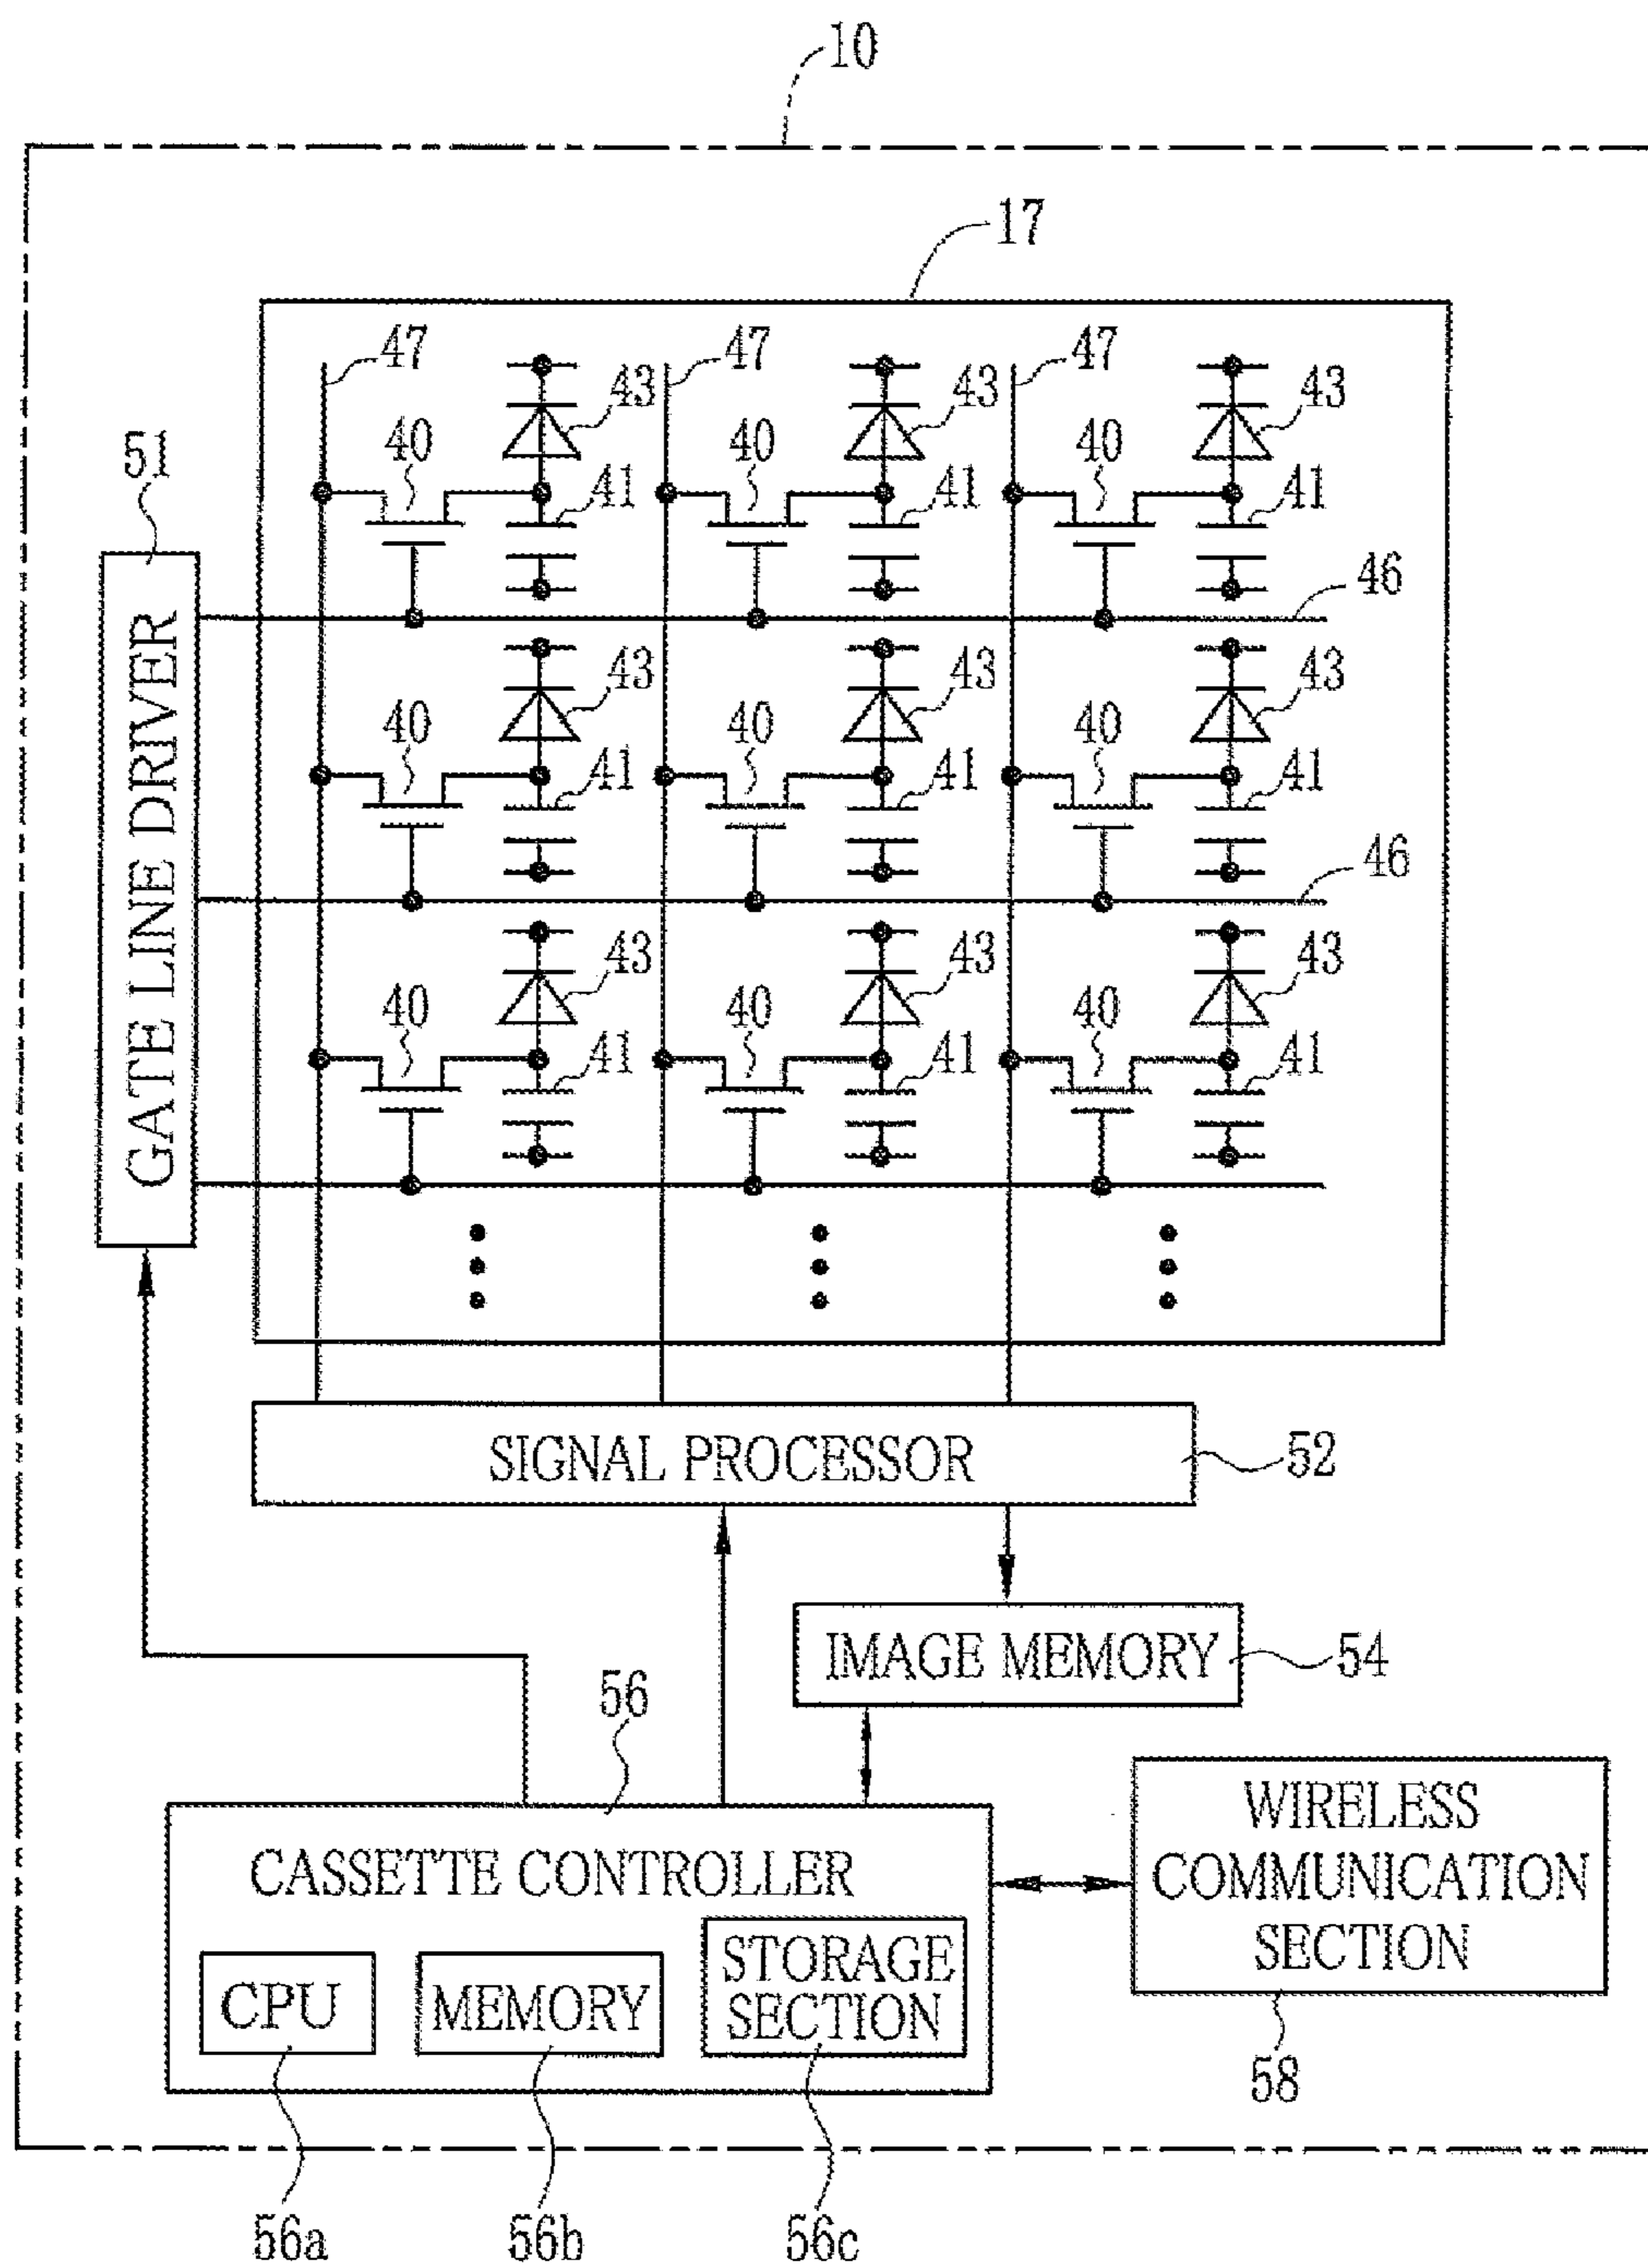 10
17
47 43 47 43 47 43
40 41 40 41 40 41
51
46
GATE LINE DRIVER
43 43 43
40 41 40 41 40 41
46
43 43 43
40 41 40 41 40 41
SIGNAL PROCESSOR
52
IMAGE MEMORY
54
56
CASSETTE CONTROLLER
CPU
MEMORY
STORAGE
SECTION
WIRELESS
COMMUNICATION
SECTION
58
56a 56b 56c